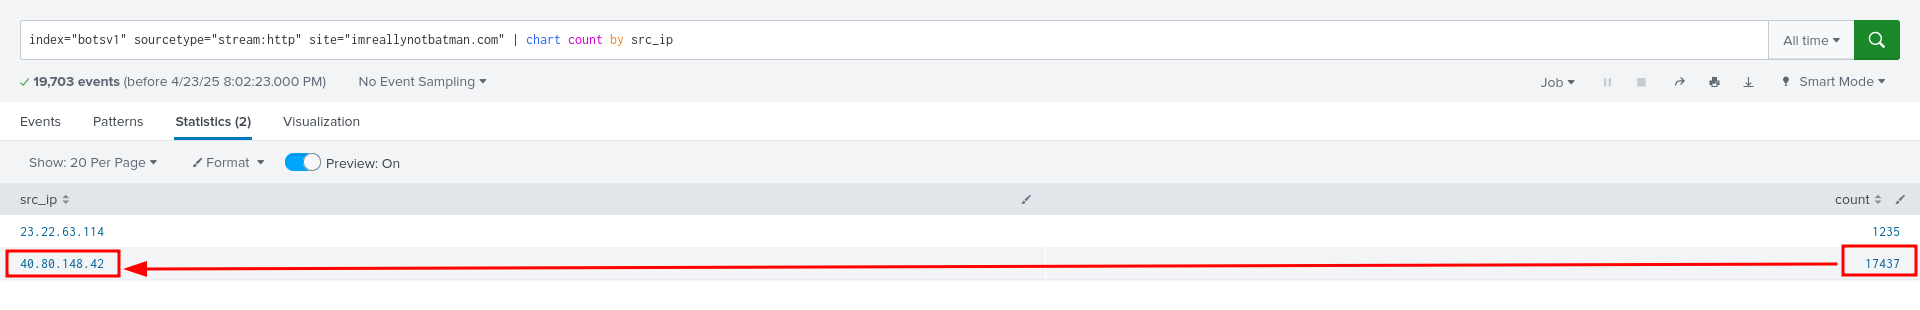 index="botsv1" sourcetype="stream:http" site="imreallynotbatman.com" | chart count by src_ip
All time
19,703 events (before 4/23/25 8:02:23.000 PM) No Event Sampling
Job Smart Mode
Events Patterns Statistics (2) Visualization
Show: 20 Per Page Format Preview: On
src_ip count
23.22.63.114 1235
40.80.148.42 17437